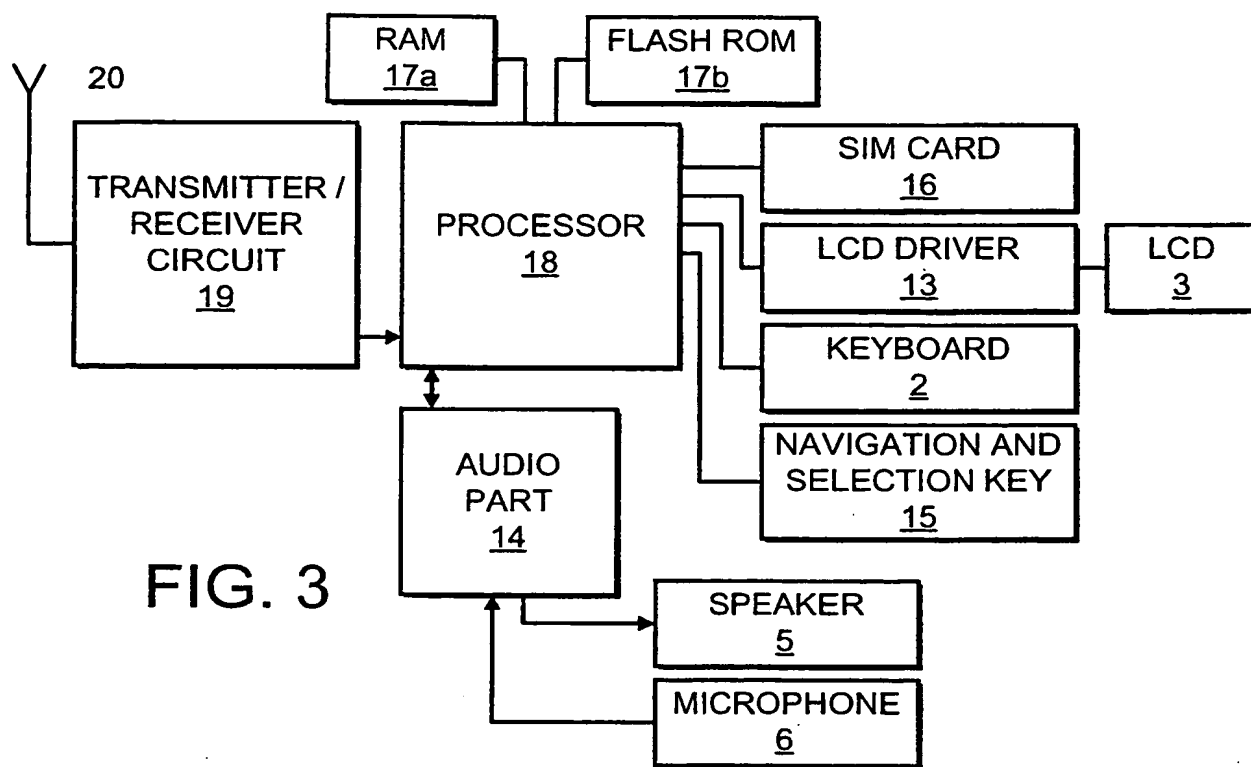 RAM
17a
FLASH ROM
17b
20
TRANSMITTER /
RECEIVER
CIRCUIT
19
PROCESSOR
18
SIM CARD
16
LCD DRIVER
13
LCD
3
KEYBOARD
2
NAVIGATION AND
SELECTION KEY
15
AUDIO
PART
14
FIG. 3
SPEAKER
5
MICROPHONE
6